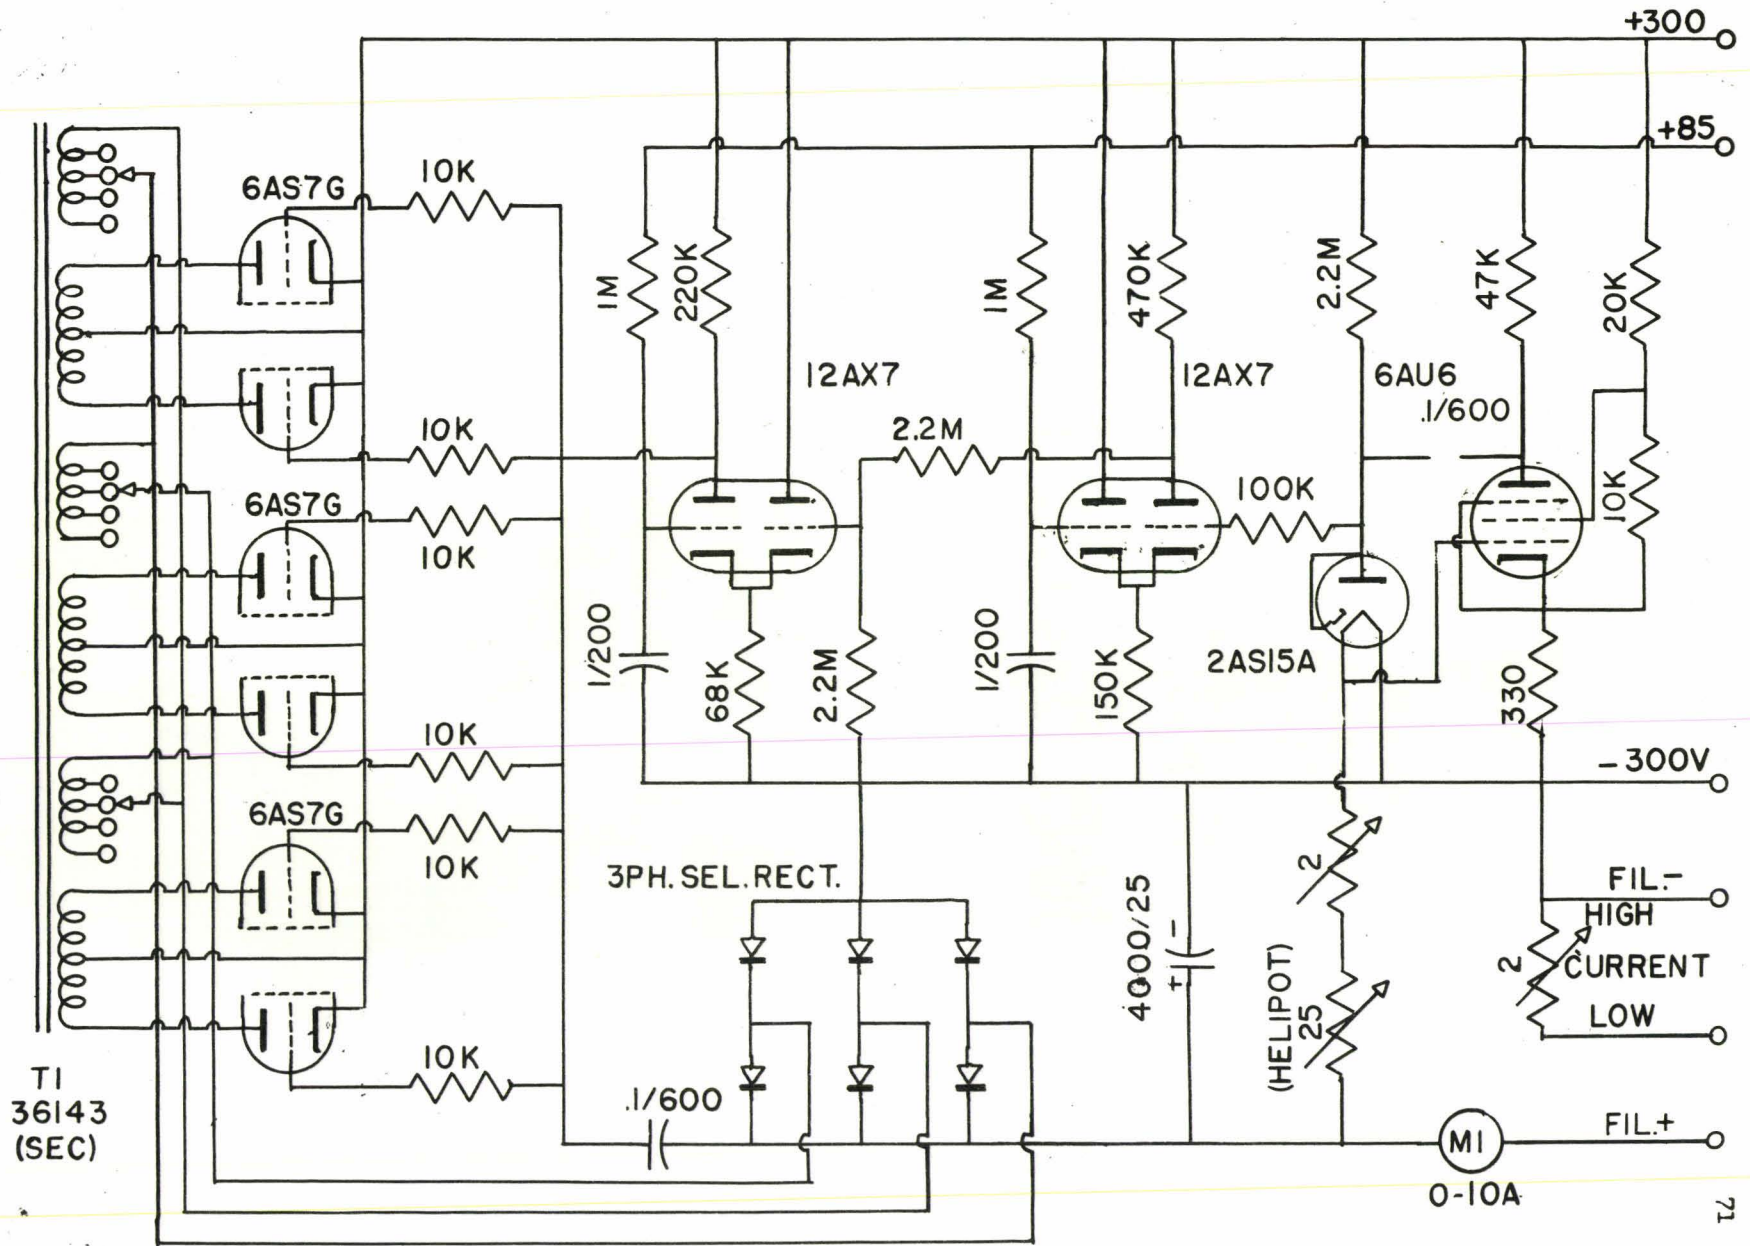 +300
+85
6AS7G
10K
1M
220K
1M
470K
2.2M
47K
20K
12AX7
12AX7
6AU6
.1/600
10K
2.2M
10K
6AS7G
10K
100K
10K
1/200
68K
2.2M
1/200
150K
2AS15A
330
10K
-300V
6AS7G
10K
3PH. SEL. RECT.
4000/25
-
+
2
FIL.-
HIGH
2
CURRENT
LOW
(HELIPOT)
25
10K
T1
36143
(SEC)
.1/600
M1
FIL.+
0-10A
71